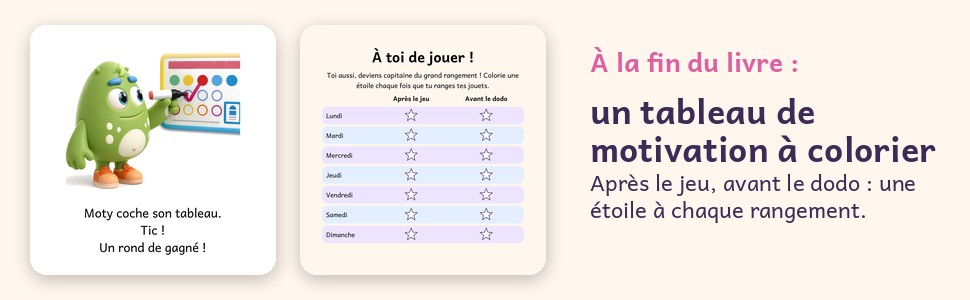 Moty coche son tableau.
Tic !
Un rond de gagné !
À toi de jouer !
Toi aussi, deviens capitaine du grand rangement ! Colorie une
étoile chaque fois que tu ranges tes jouets.
Après le jeu Avant le dodo
Lundi
Mardi
Mercredi
Jeudi
Vendredi
Samedi
Dimanche
À la fin du livre :
un tableau de
motivation à colorier
Après le jeu, avant le dodo : une
étoile à chaque rangement.